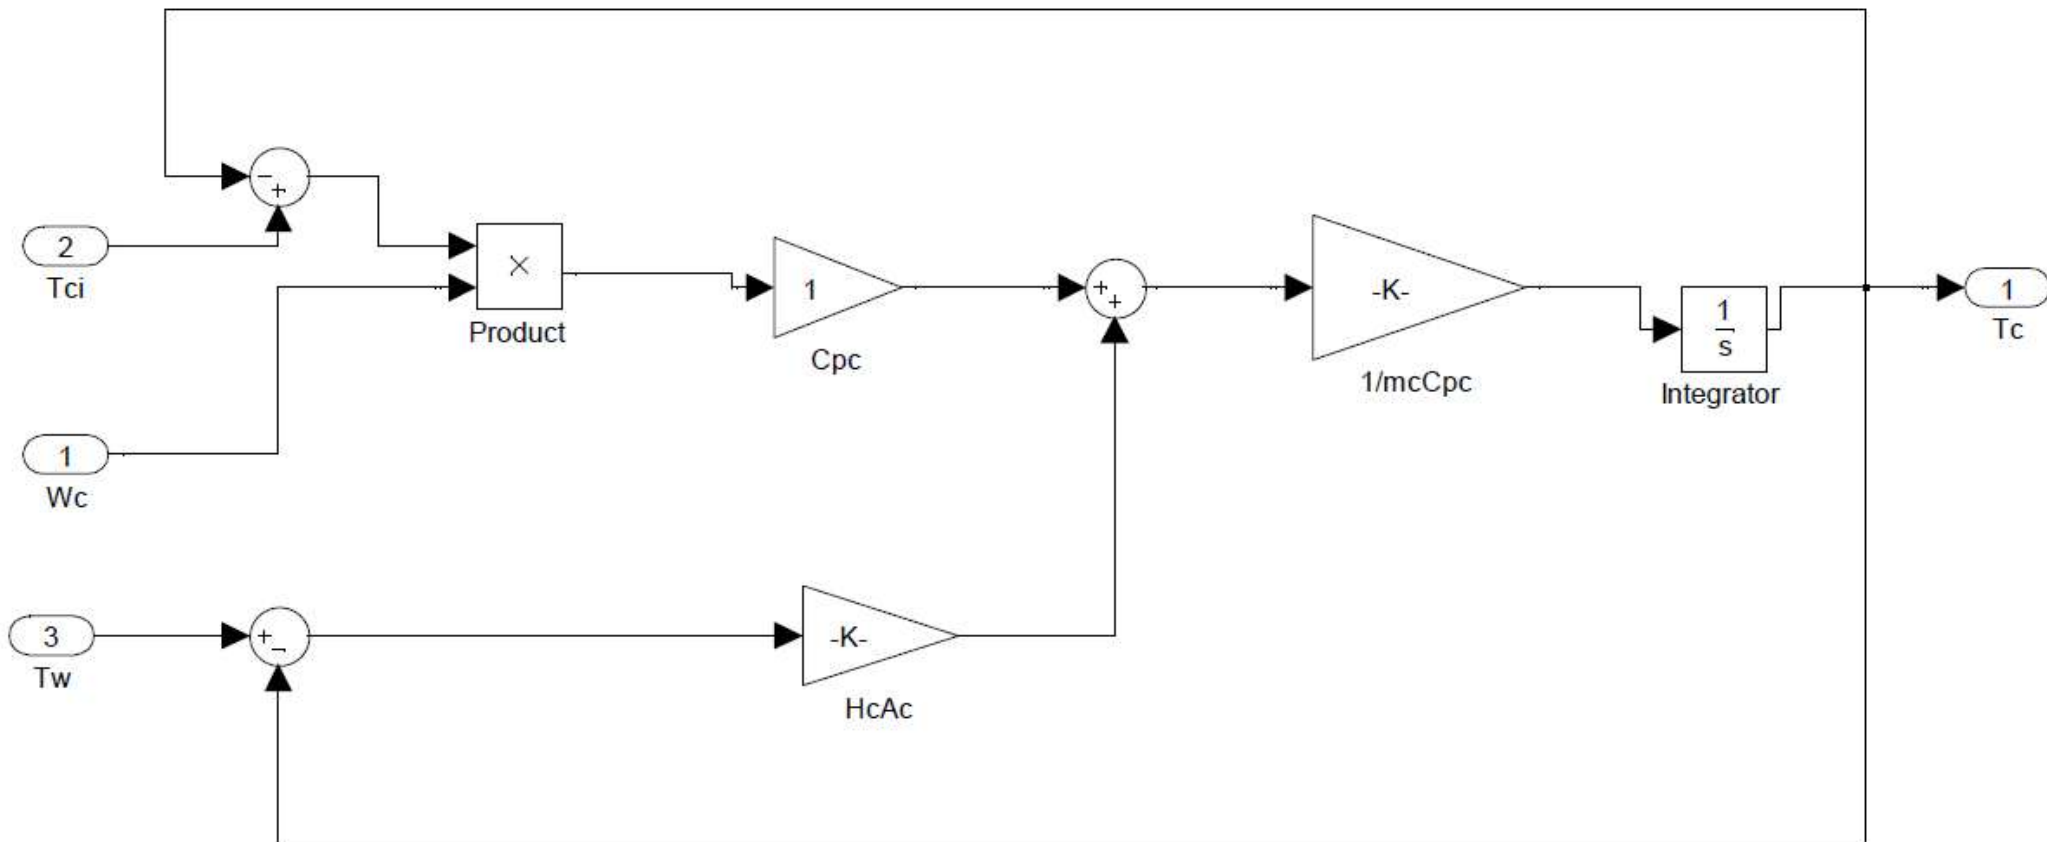 −
+
2
Tci
×
Product
1
Cpc
+
+
-K-
1/mcCpc
1
s
Integrator
1
Tc
1
Wc
3
Tw
+
−
-K-
HcAc